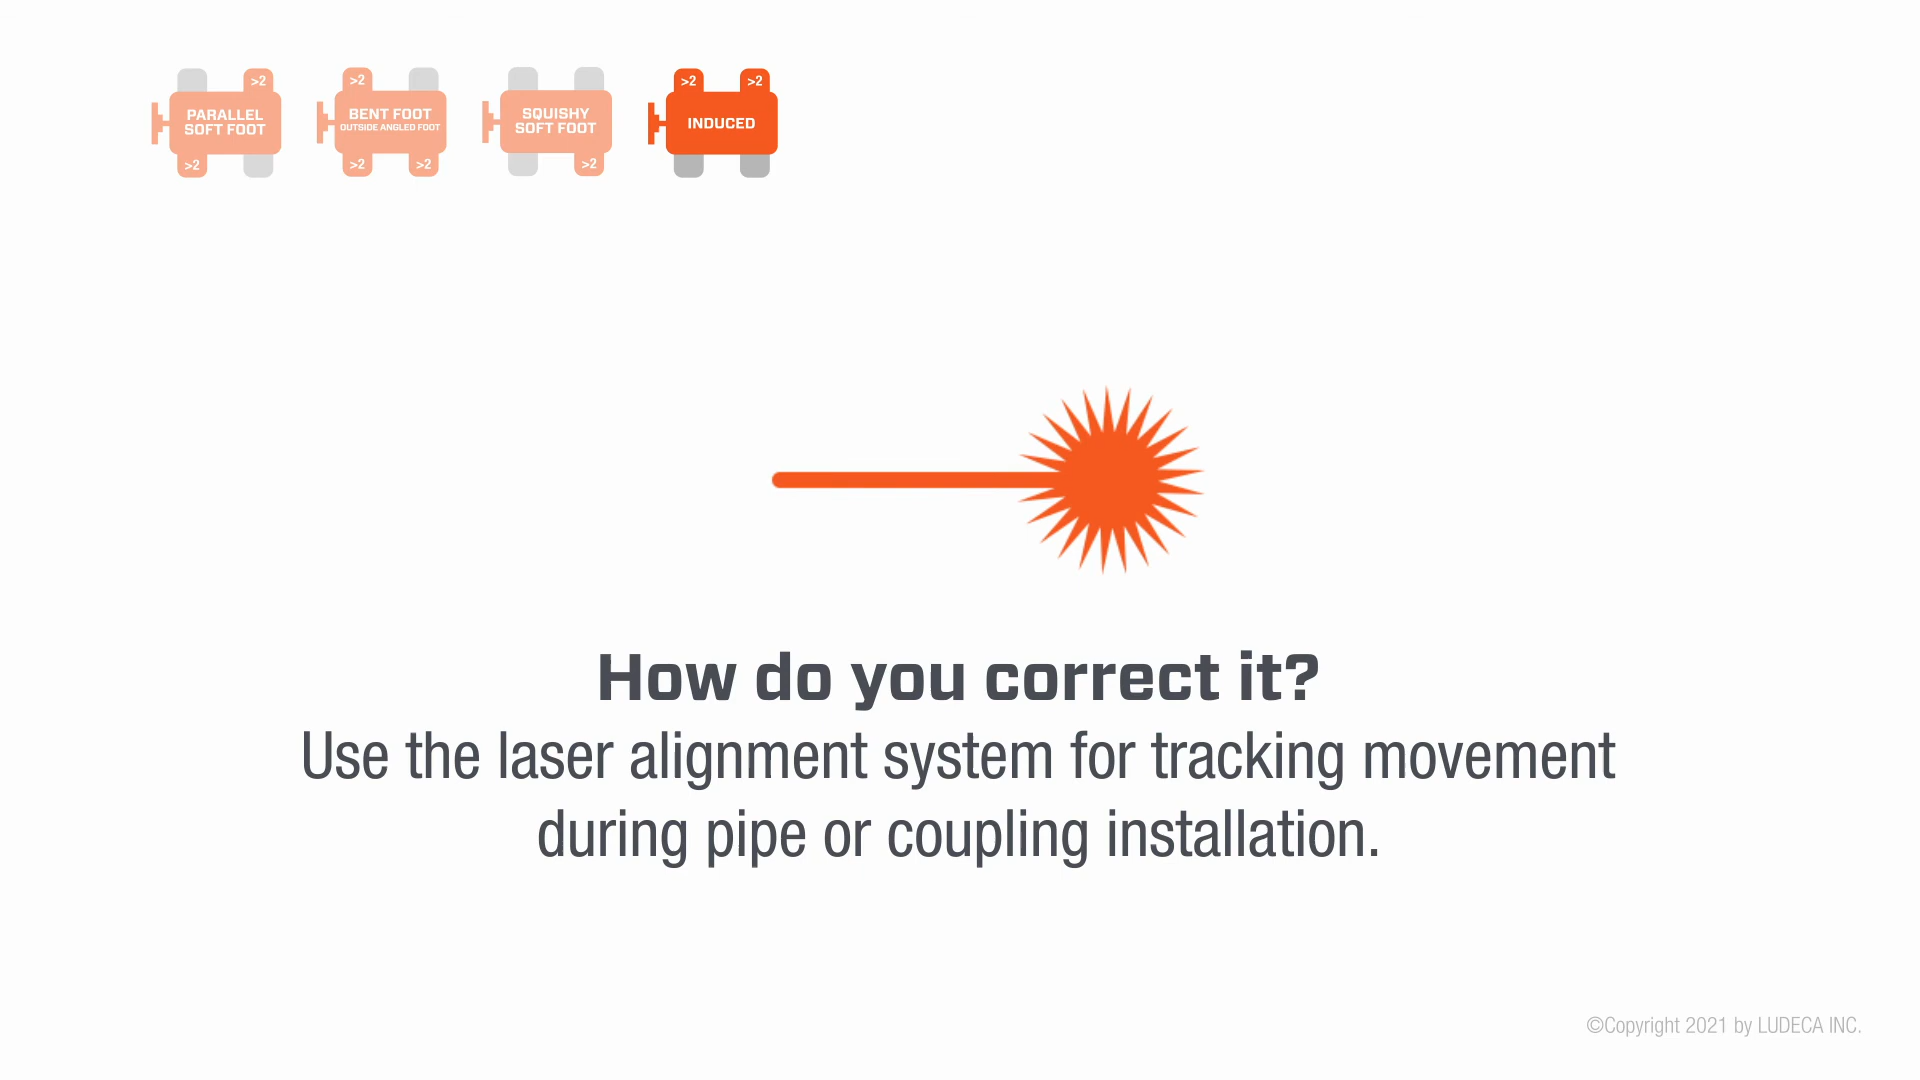 >2
PARALLEL
SOFT FOOT
>2
>2
BENT FOOT
OUTSIDE ANGLED FOOT
>2
>2
SQUISHY
SOFT FOOT
>2
>2
>2
INDUCED
How do you correct it?
Use the laser alignment system for tracking movement
during pipe or coupling installation.
©Copyright 2021 by LUDECA INC.